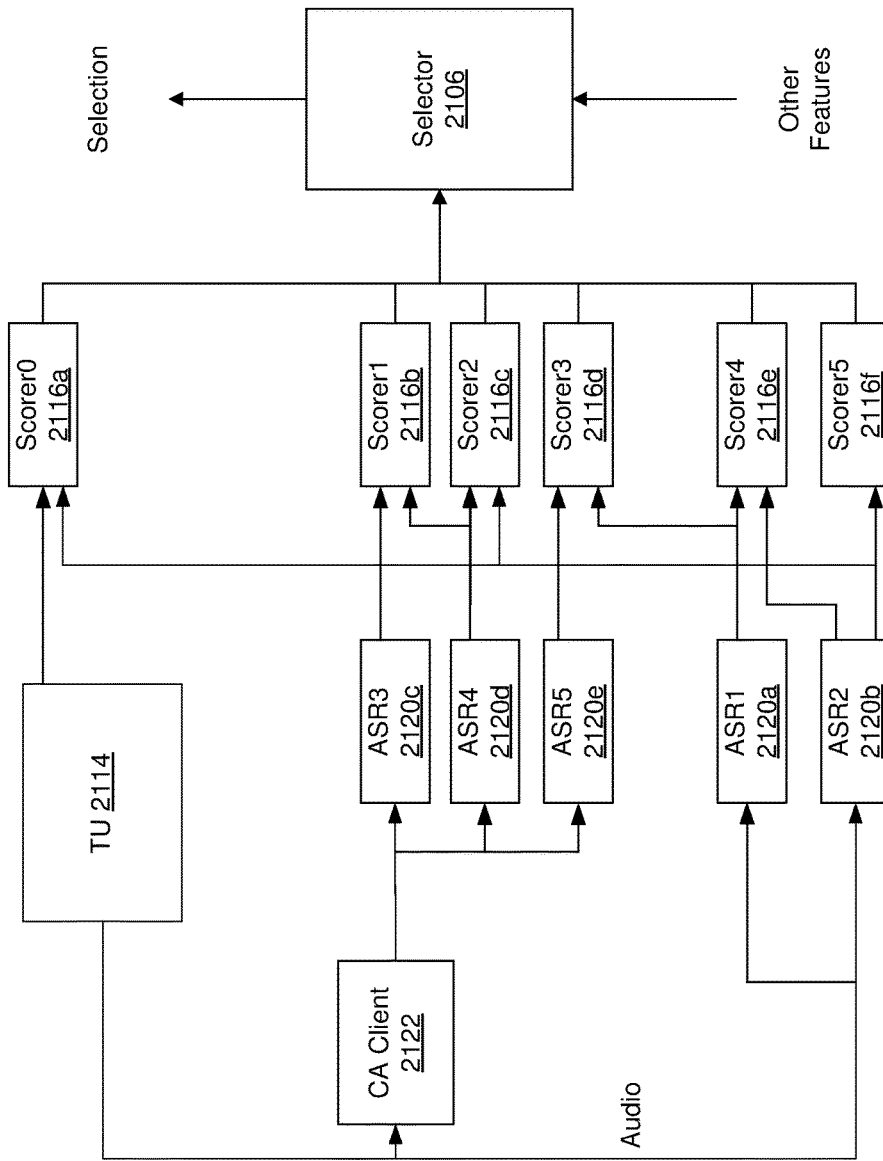 TU 2114
CA Client
2122
Audio
ASR3
2120c
ASR4
2120d
ASR5
2120e
ASR1
2120a
ASR2
2120b
Scorer0
2116a
Scorer1
2116b
Scorer2
2116c
Scorer3
2116d
Scorer4
2116e
Scorer5
2116f
Selection
Selector
2106
Other
Features